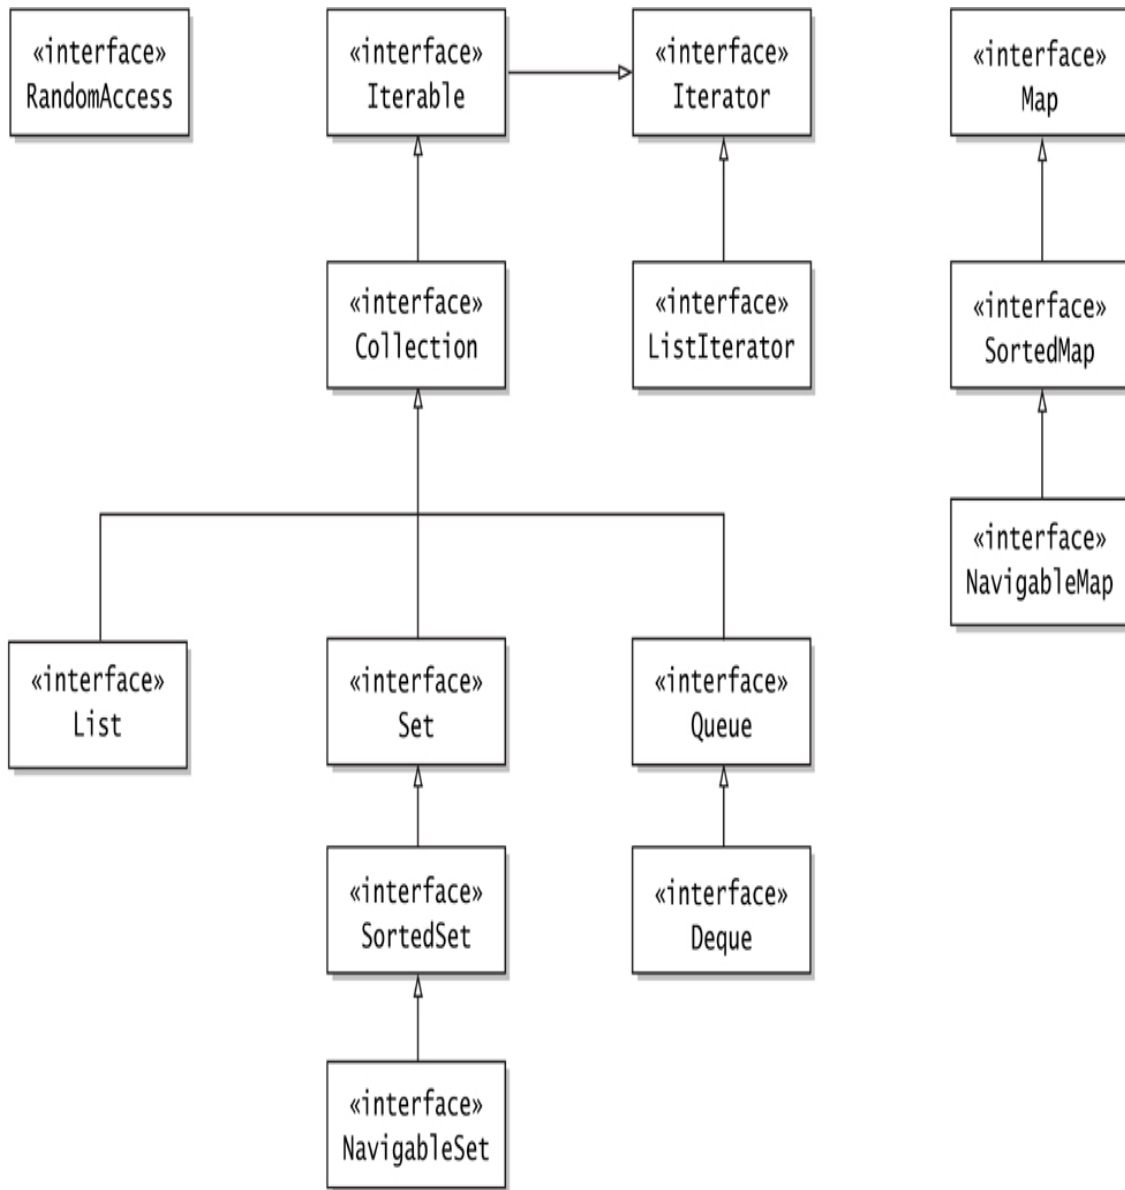 «interface»
RandomAccess
«interface»
Iterable
«interface»
Iterator
«interface»
Map
«interface»
Collection
«interface»
ListIterator
«interface»
SortedMap
«interface»
NavigableMap
«interface»
List
«interface»
Set
«interface»
Queue
«interface»
SortedSet
«interface»
Deque
«interface»
NavigableSet